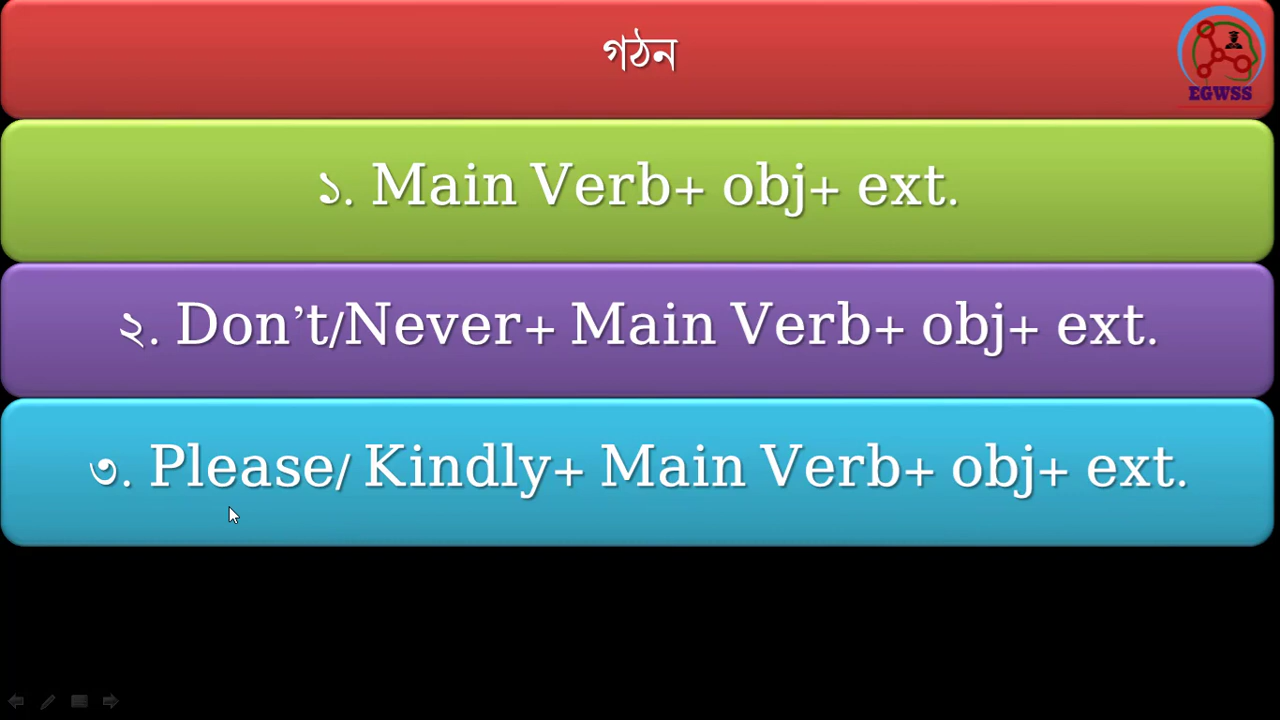 গঠন
EGWSS
১. Main Verb+ obj+ ext.
২. Don’t/Never+ Main Verb+ obj+ ext.
৩. Please/ Kindly+ Main Verb+ obj+ ext.